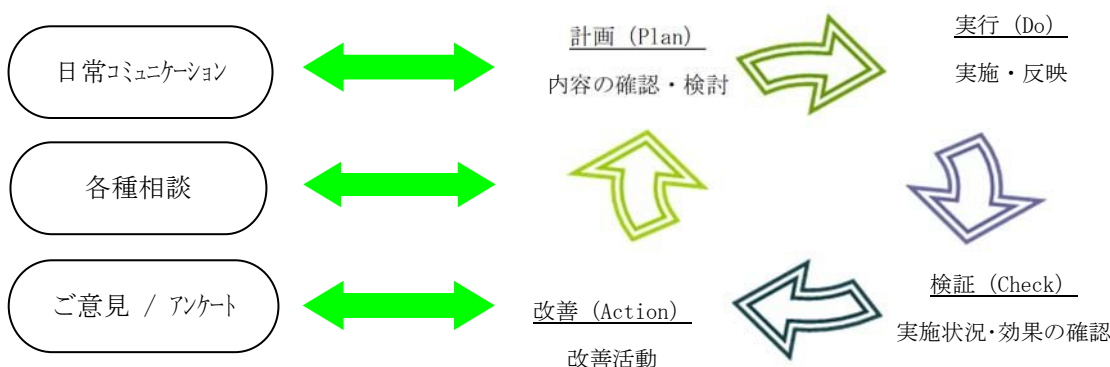 日常コミュニケーション
計画 (Plan)
内容の確認・検討
実行 (Do)
実施・反映
各種相談
ご意見 / アンケート
改善 (Action)
改善活動
検証 (Check)
実施状況・効果の確認